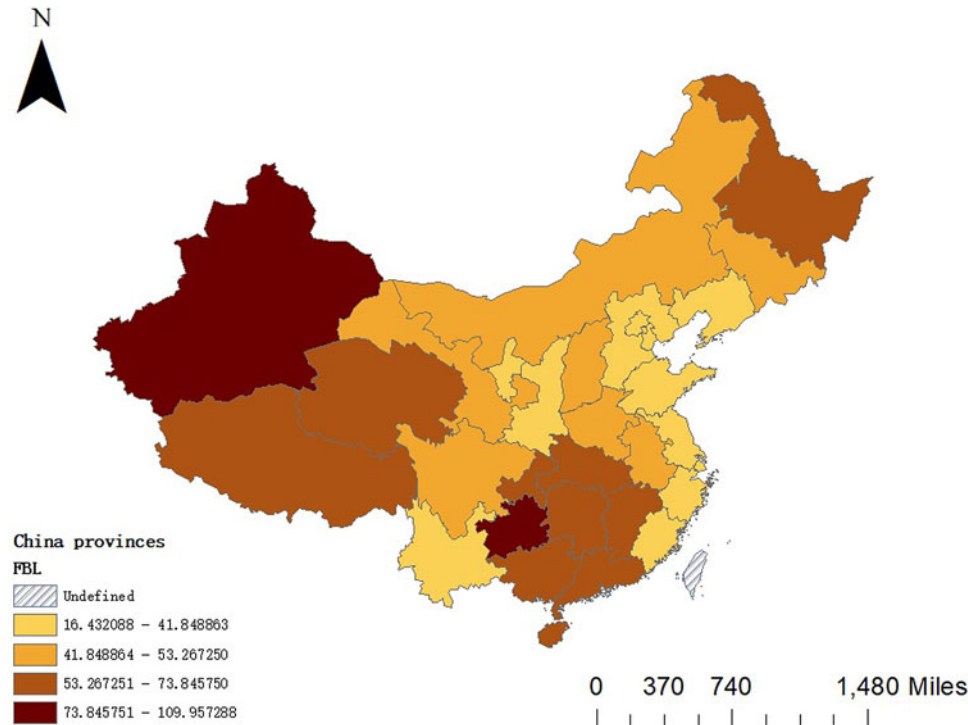 N
China provinces
FBL
Undefined
16.432088 - 41.848863
41.848864 - 53.267250
53.267251 - 73.845750
73.845751 - 109.957288
0 370 740 1,480 Miles